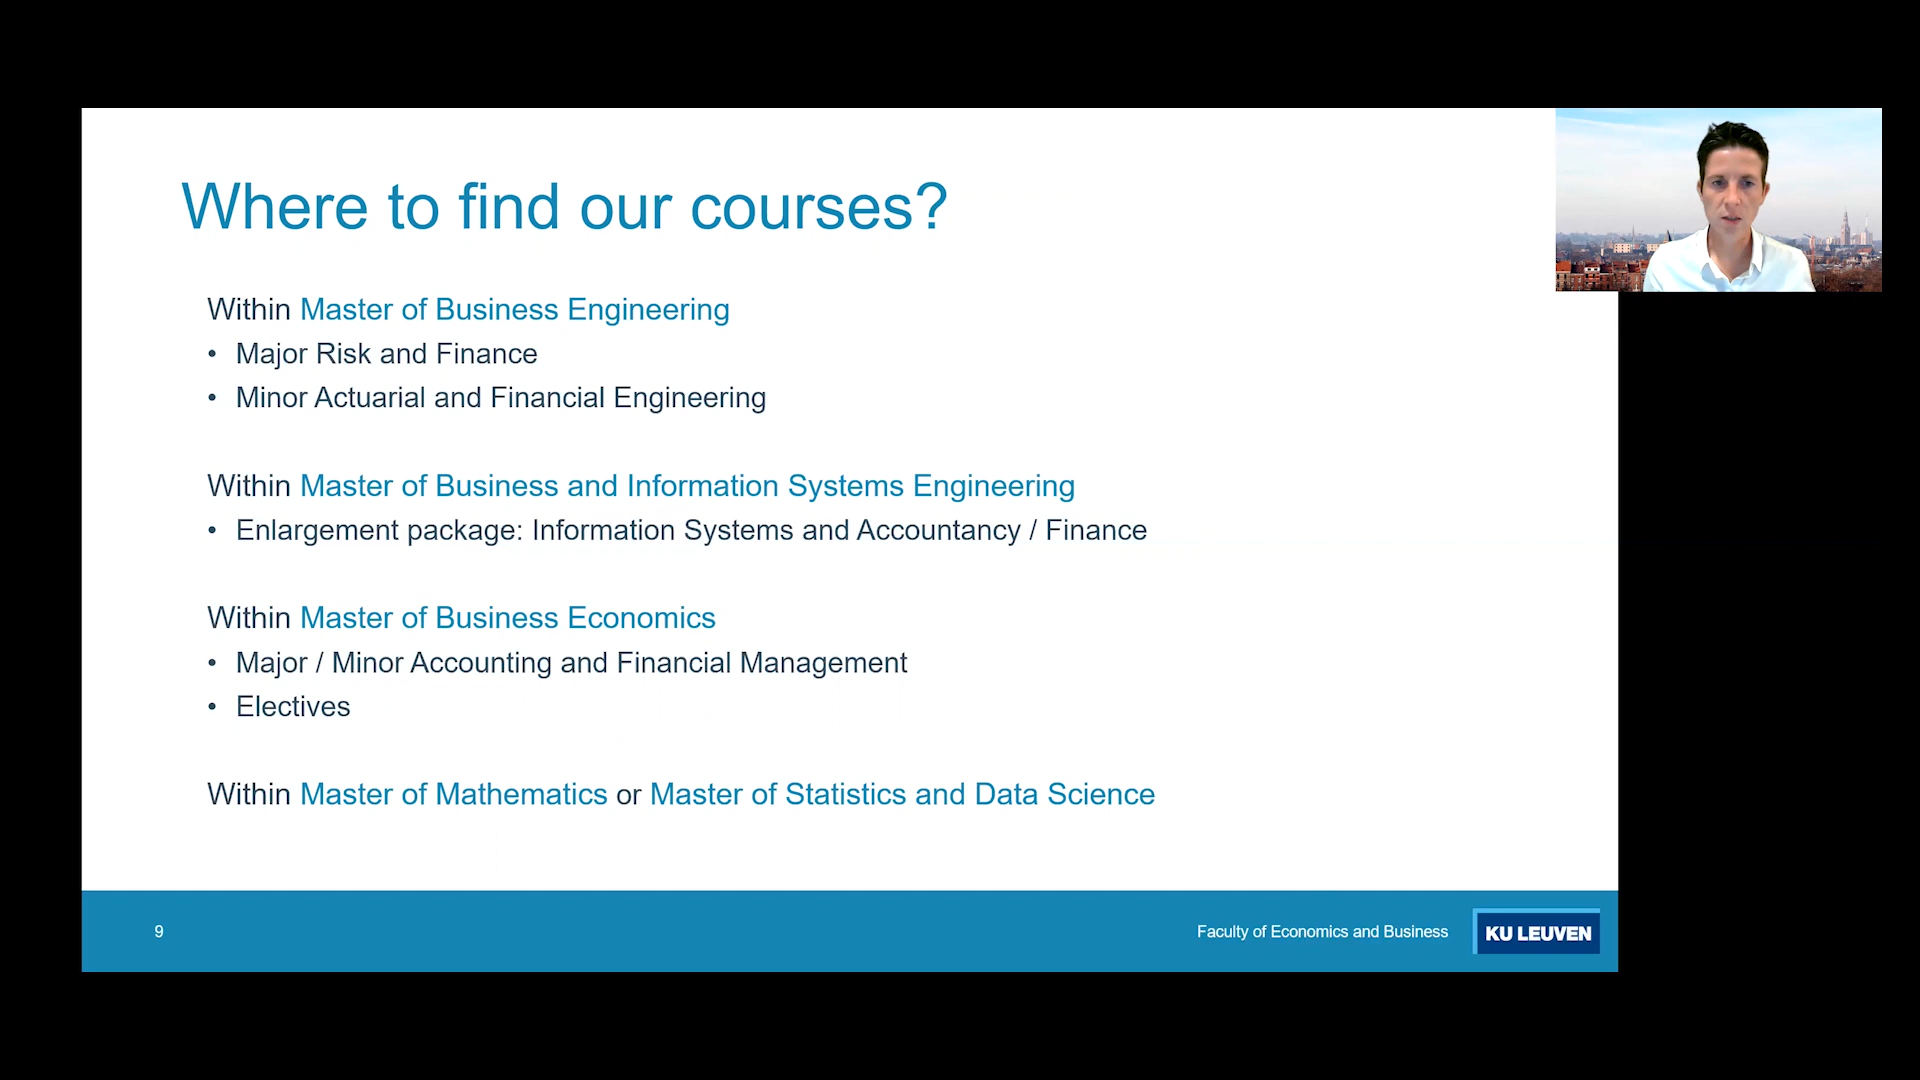 Where to find our courses?
Within Master of Business Engineering
• Major Risk and Finance
• Minor Actuarial and Financial Engineering
Within Master of Business and Information Systems Engineering
• Enlargement package: Information Systems and Accountancy / Finance
Within Master of Business Economics
• Major / Minor Accounting and Financial Management
• Electives
Within Master of Mathematics or Master of Statistics and Data Science
9
Faculty of Economics and Business
KU LEUVEN